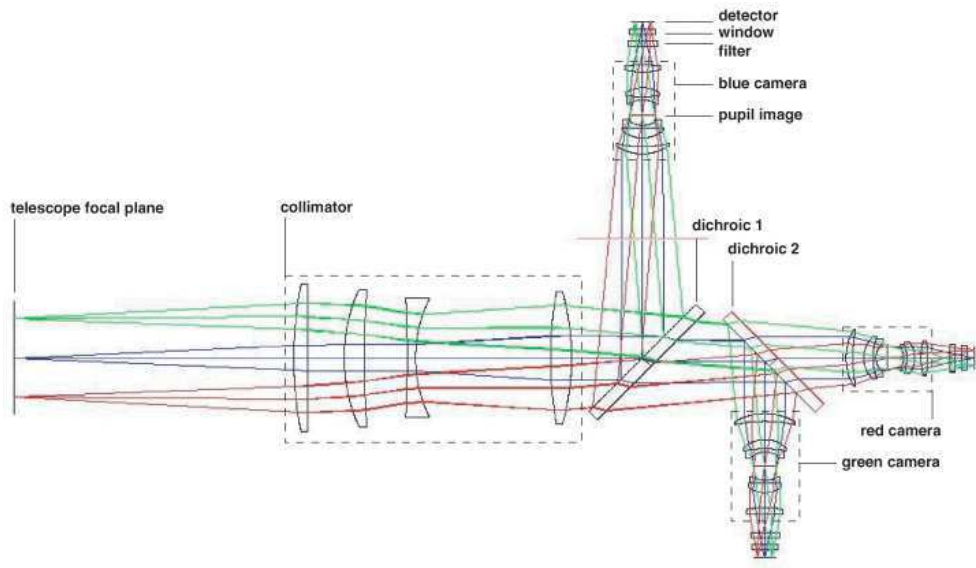 detector
window
filter
blue camera
pupil image
telescope focal plane
collimator
dichroic 1
dichroic 2
red camera
green camera